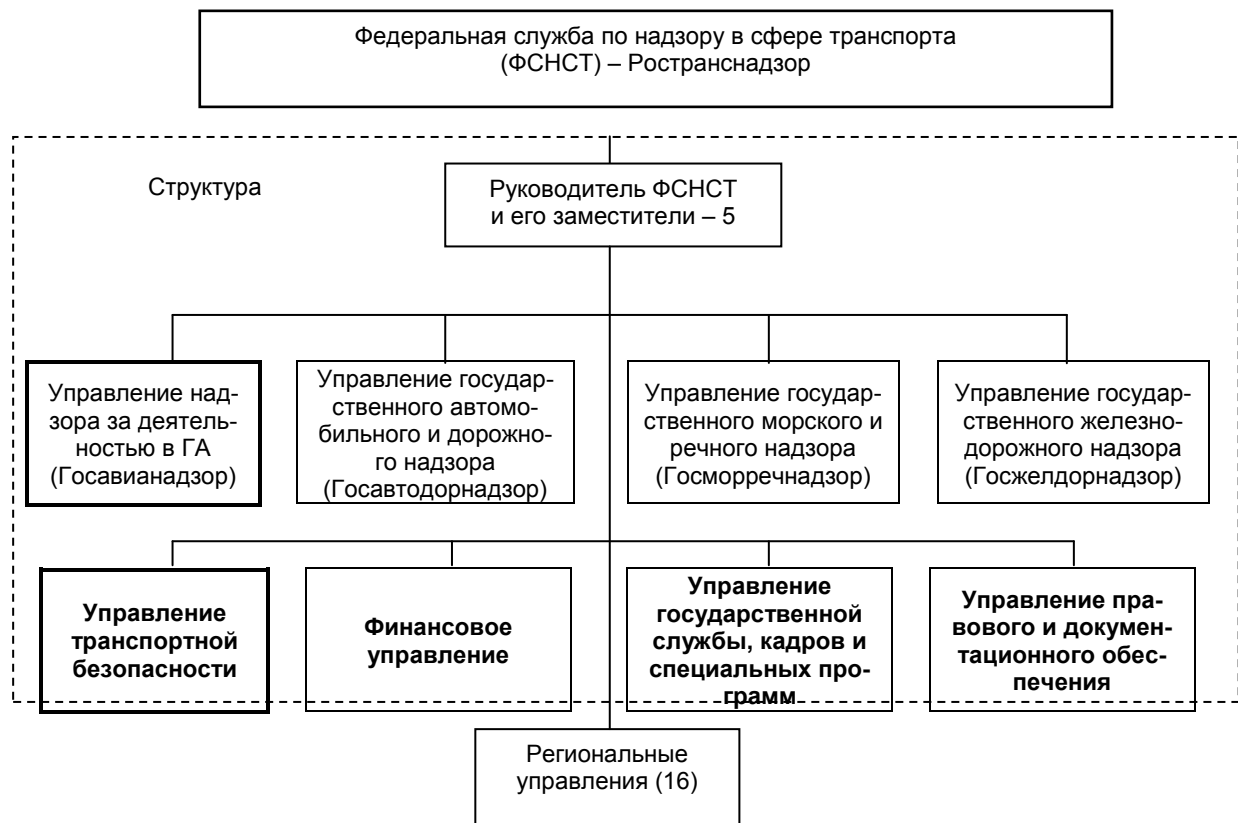 Федеральная служба по надзору в сфере транспорта
(ФСНСТ) – Ространснадзор
Структура
Руководитель ФСНСТ
и его заместители – 5
Управление над-
зора за деятель-
ностью в ГА
(Госавианадзор)
Управление государ-
ственного автомо-
бильного и дорожно-
го надзора
(Госавтодорнадзор)
Управление государ-
ственного морского и
речного надзора
(Госморречнадзор)
Управление государ-
ственного железно-
дорожного надзора
(Госжелдорнадзор)
Управление
транспортной
безопасности
Финансовое
управление
Управление
государственной
службы, кадров и
специальных про-
грамм
Управление пра-
вового и докумен-
тационного обес-
печения
Региональные
управления (16)